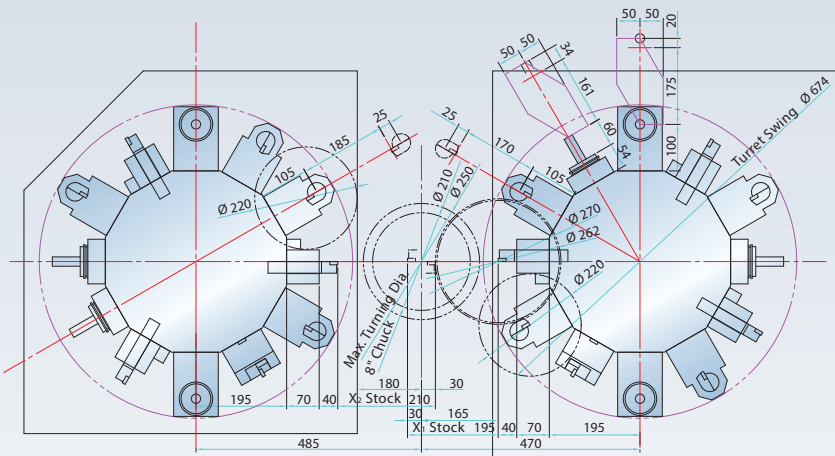 50 50
20
50 50
34
161
175
Turret Swing Ø 674
25
185
25
170
60
54
100
105
105
Ø 210
Ø 250
Ø 220
Ø 270
Ø 262
Ø 220
Max. Turning Dia.
8" Chuck
180
30
195
70
40
X2 Stock
210
30
165
X1 Stock
195
40
70
195
485
470